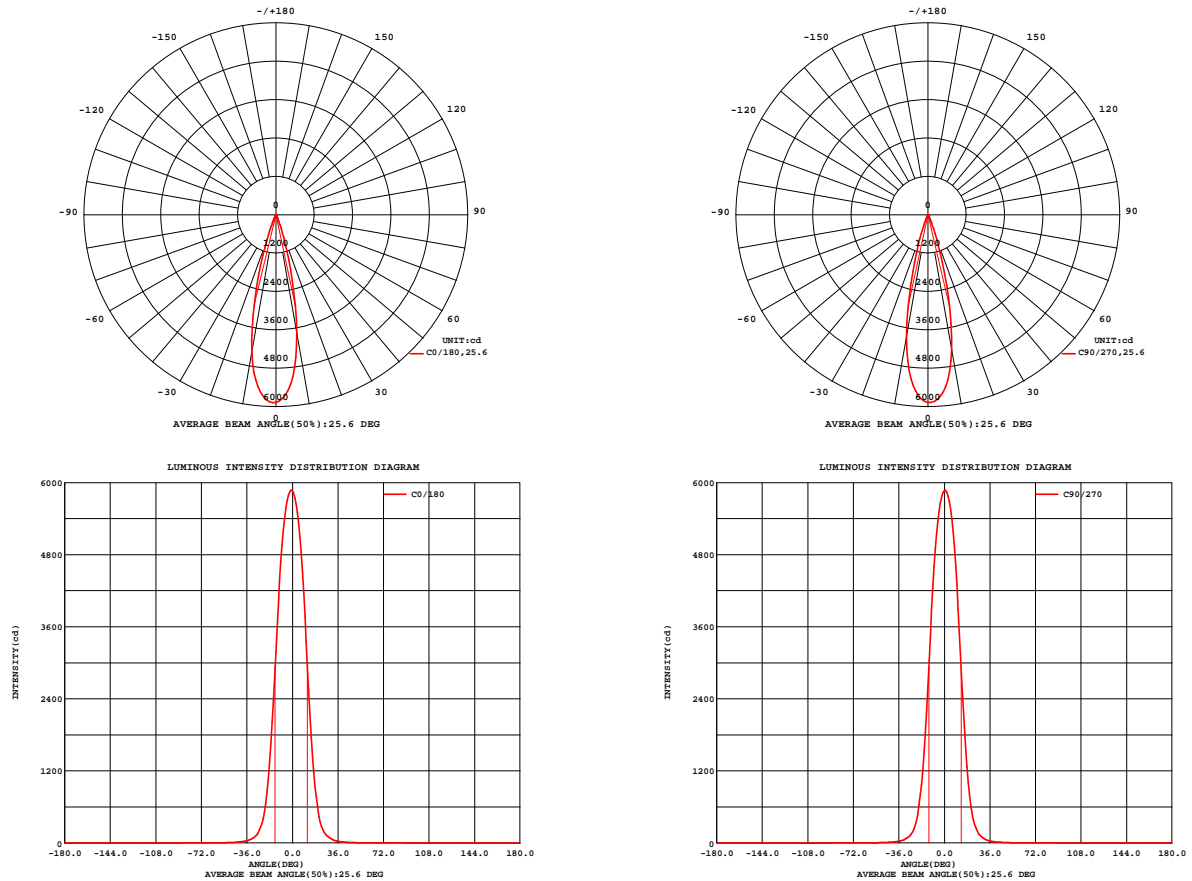 -/+180
-150 150
-120 120
-90 90
-60 60
-30 30
0
0
1200
2400
3600
4800
6000
UNIT:cd
C0/180,25.6
AVERAGE BEAM ANGLE(50%):25.6 DEG
-/+180
-150 150
-120 120
-90 90
-60 60
-30 30
0
0
1200
2400
3600
4800
6000
UNIT:cd
C90/270,25.6
AVERAGE BEAM ANGLE(50%):25.6 DEG
LUMINOUS INTENSITY DISTRIBUTION DIAGRAM
C0/180
INTENSITY(cd)
6000
4800
3600
2400
1200
0
-180.0 -144.0 -108.0 -72.0 -36.0 0.0 36.0 72.0 108.0 144.0 180.0
ANGLE(DEG)
AVERAGE BEAM ANGLE(50%):25.6 DEG
LUMINOUS INTENSITY DISTRIBUTION DIAGRAM
C90/270
INTENSITY(cd)
6000
4800
3600
2400
1200
0
-180.0 -144.0 -108.0 -72.0 -36.0 0.0 36.0 72.0 108.0 144.0 180.0
ANGLE(DEG)
AVERAGE BEAM ANGLE(50%):25.6 DEG